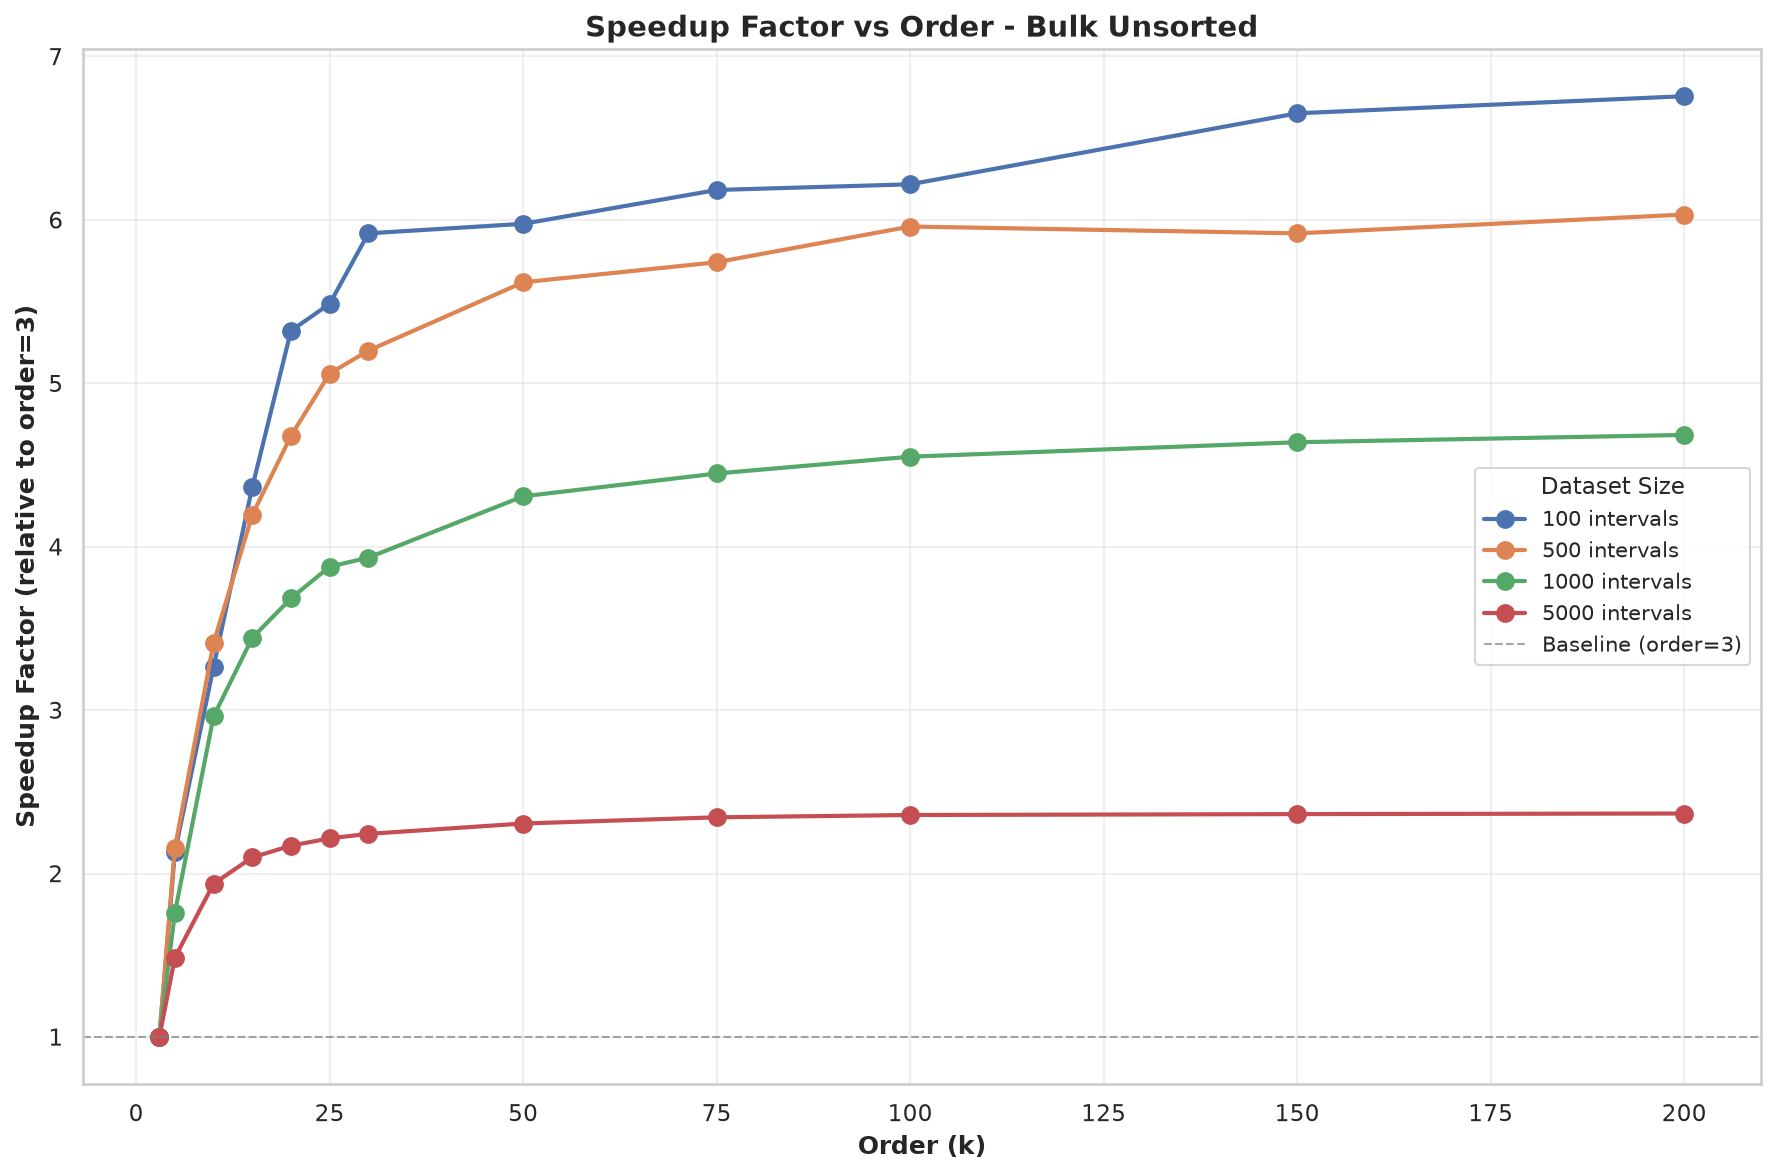 Speedup Factor vs Order - Bulk Unsorted
Speedup Factor (relative to order=3)
7
6
5
4
3
2
1
Dataset Size
100 intervals
500 intervals
1000 intervals
5000 intervals
Baseline (order=3)
0 25 50 75 100 125 150 175 200
Order (k)